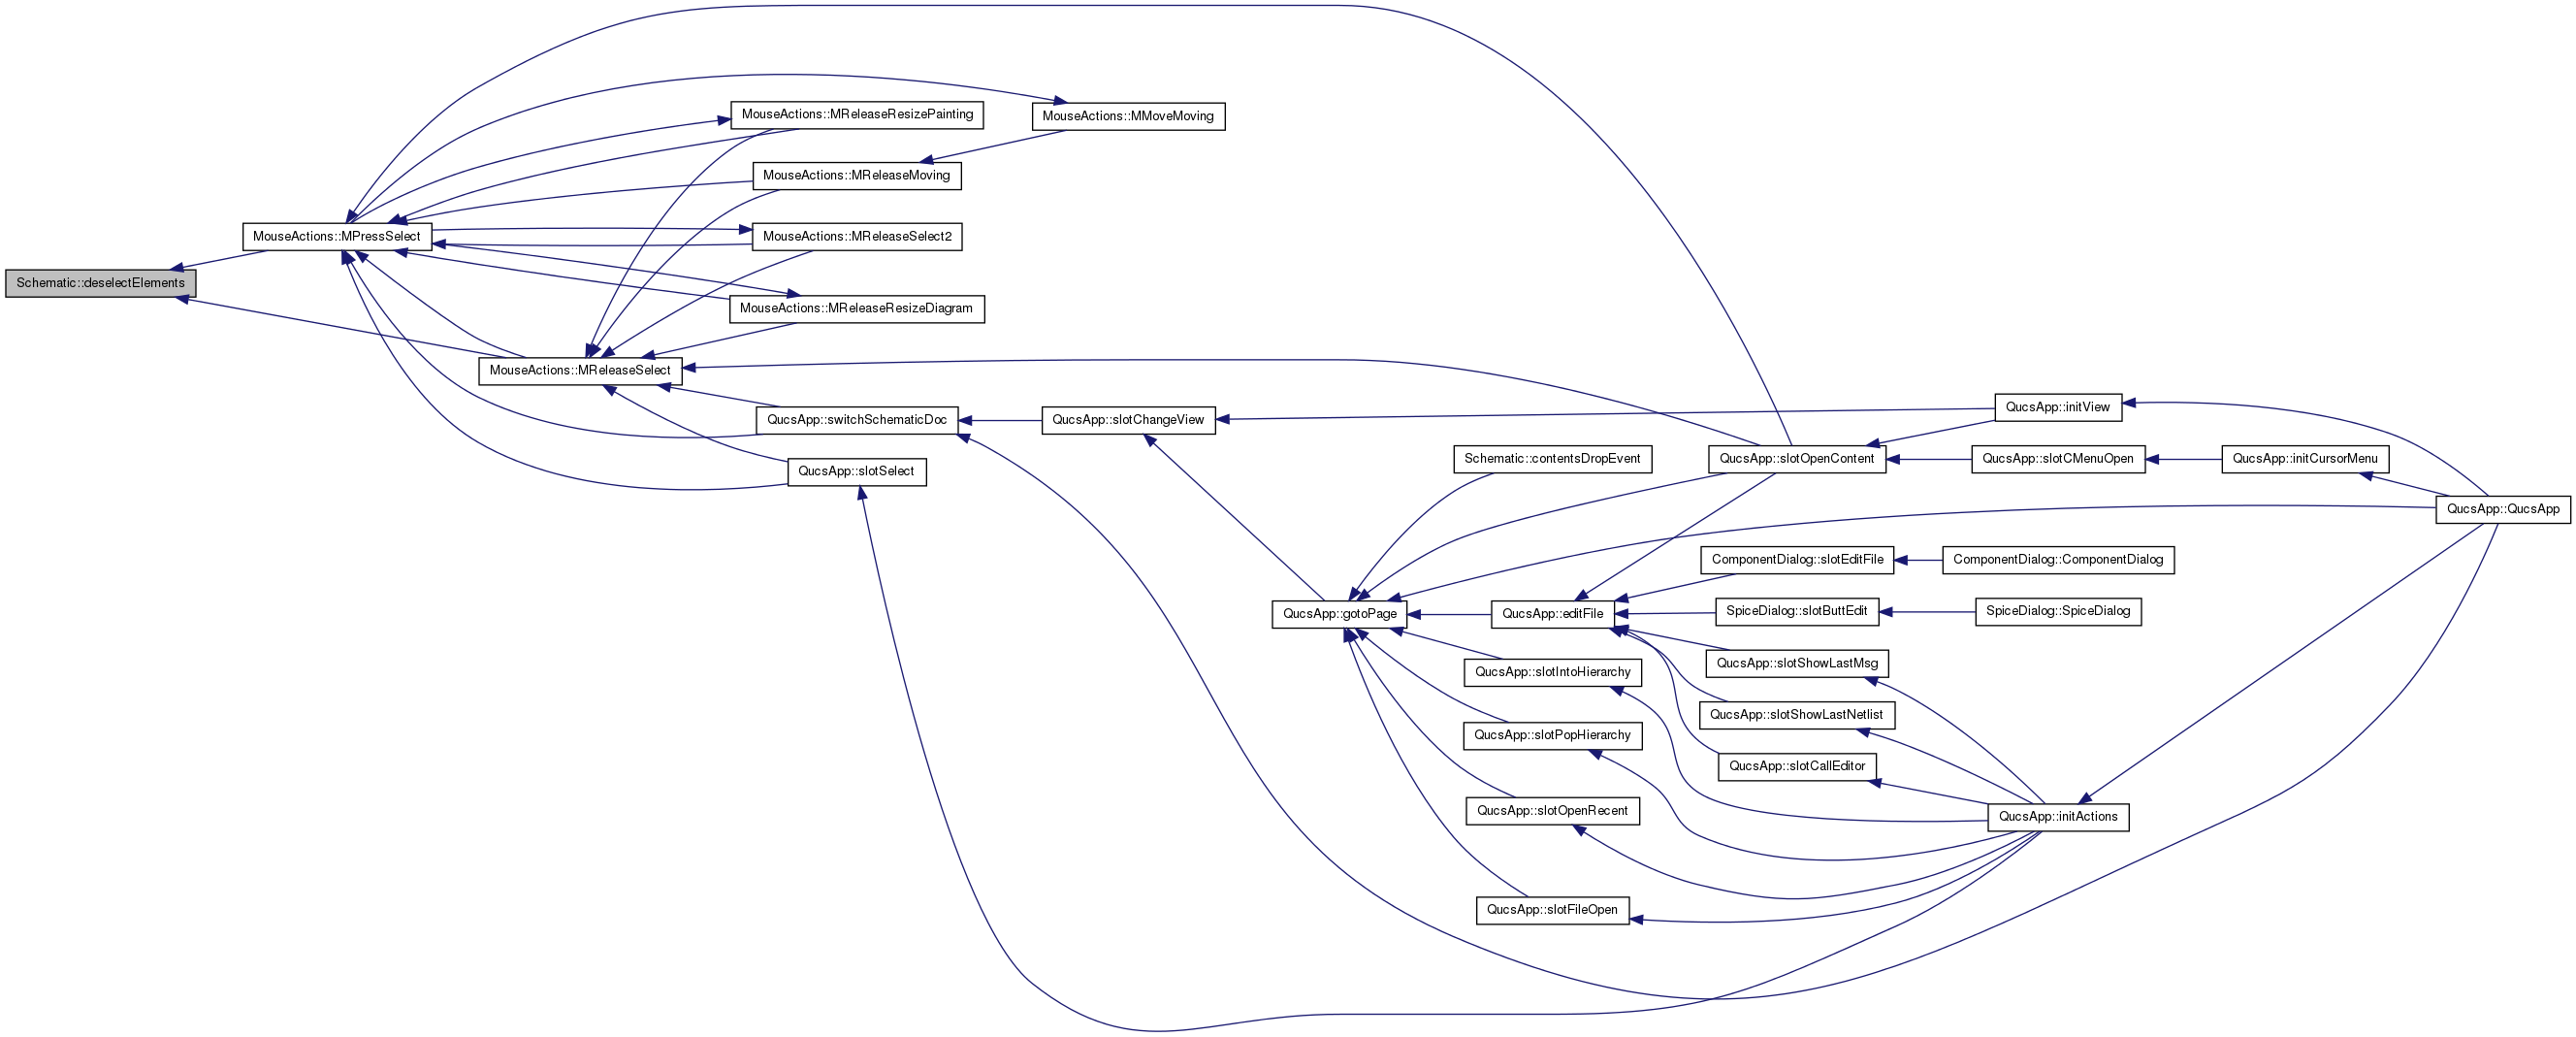 MouseActions::MReleaseResizePainting
MouseActions::MMoveMoving
MouseActions::MReleaseMoving
MouseActions::MPressSelect
MouseActions::MReleaseSelect2
Schematic::deselectElements
MouseActions::MReleaseResizeDiagram
MouseActions::MReleaseSelect
QucsApp::initView
QucsApp::switchSchematicDoc
QucsApp::slotChangeView
Schematic::contentsDropEvent
QucsApp::slotOpenContent
QucsApp::slotCMenuOpen
QucsApp::initCursorMenu
QucsApp::slotSelect
QucsApp::QucsApp
ComponentDialog::slotEditFile
ComponentDialog::ComponentDialog
QucsApp::gotoPage
QucsApp::editFile
SpiceDialog::slotButtEdit
SpiceDialog::SpiceDialog
QucsApp::slotShowLastMsg
QucsApp::slotIntoHierarchy
QucsApp::slotShowLastNetlist
QucsApp::slotPopHierarchy
QucsApp::slotCallEditor
QucsApp::slotOpenRecent
QucsApp::initActions
QucsApp::slotFileOpen